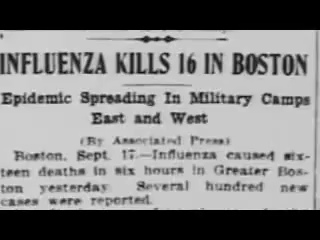 INFLUENZA KILLS 16 IN BOSTON
Epidemic Spreading In Military Camps
East and West
(By Associated Press)
Boston, Sept. 17.—Influenza caused six-
teen deaths in six hours in Greater Bos-
ton yesterday. Several hundred new
cases were reported.